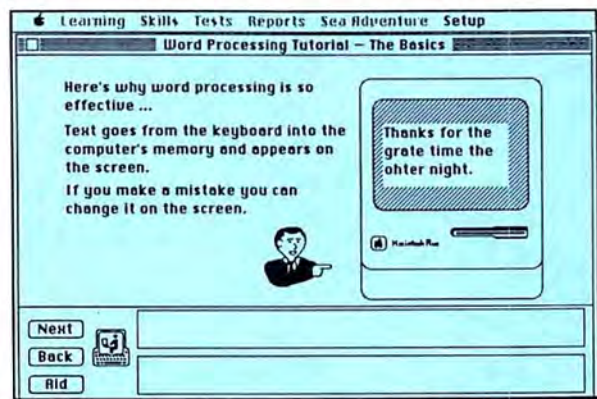 Learning Skills Tests Reports Sea Adventure Setup
Word Processing Tutorial — The Basics
Here's why word processing is so
effective ...
Text goes from the keyboard into the
computer's memory and appears on
the screen.
If you make a mistake you can
change it on the screen.
Thanks for the
grate time the
ohter night.
Macintosh Plus
Next
Back
Aid